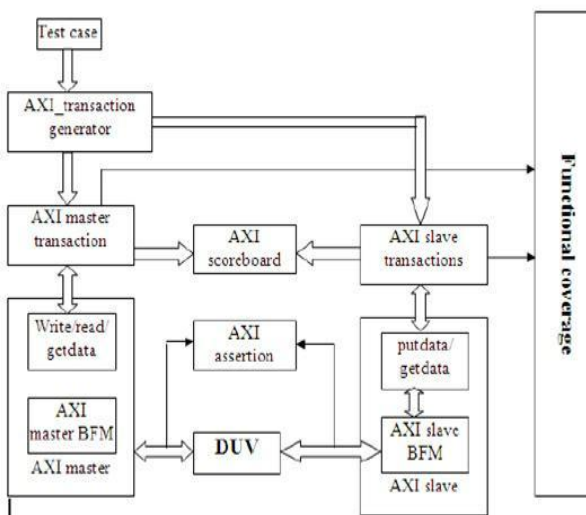 Test case
AXI_transaction
generator
AXI master
transaction
AXI
scoreboard
AXI slave
transactions
Write/read/
getdata
AXI
assertion
putdata/
getdata
AXI
master BFM
AXI master
DUV
AXI slave
BFM
AXI slave
Functional coverage